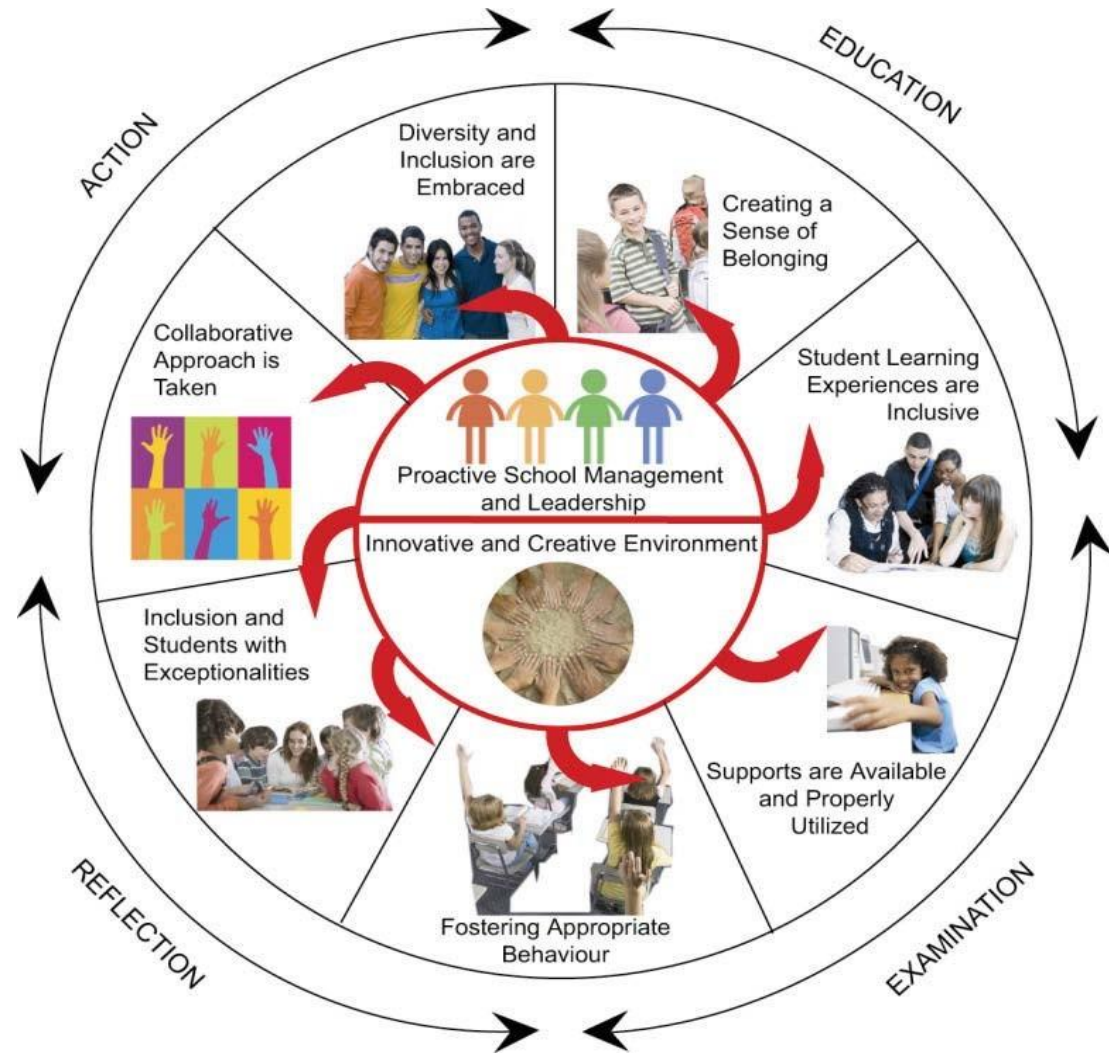 ACTION
EDUCATION
Diversity and
Inclusion are
Embraced
Creating a
Sense of
Belonging
Collaborative
Approach is
Taken
Student Learning
Experiences are
Inclusive
Proactive School Management
and Leadership
Innovative and Creative Environment
Inclusion and
Students with
Exceptionalities
Supports are Available
and Properly
Utilized
Fostering Appropriate
Behaviour
REFLECTION
EXAMINATION